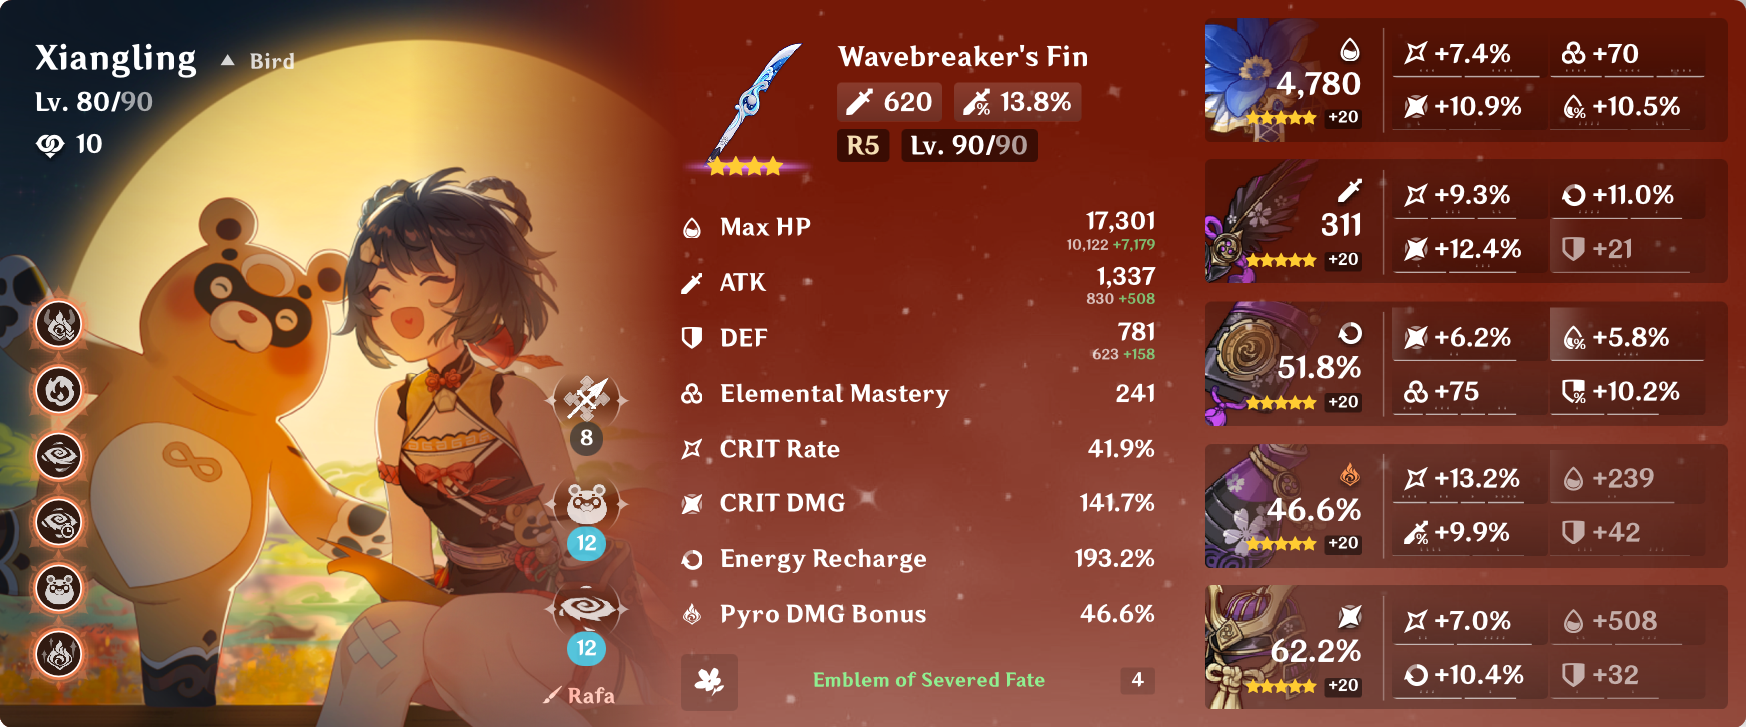 Xiangling ▲ Bird
Lv. 80/90
10
8
12
12
Rafa
Wavebreaker's Fin
620 13.8%
R5 Lv. 90/90
Max HP 17,301
10,122 +7,179
ATK 1,337
830 +508
DEF 781
623 +158
Elemental Mastery 241
CRIT Rate 41.9%
CRIT DMG 141.7%
Energy Recharge 193.2%
Pyro DMG Bonus 46.6%
Emblem of Severed Fate 4
4,780
+20
+7.4% +70
+10.9% +10.5%
311
+20
+9.3% +11.0%
+12.4% +21
51.8%
+20
+6.2% +5.8%
+75 +10.2%
46.6%
+20
+13.2% +239
+9.9% +42
62.2%
+20
+7.0% +508
+10.4% +32